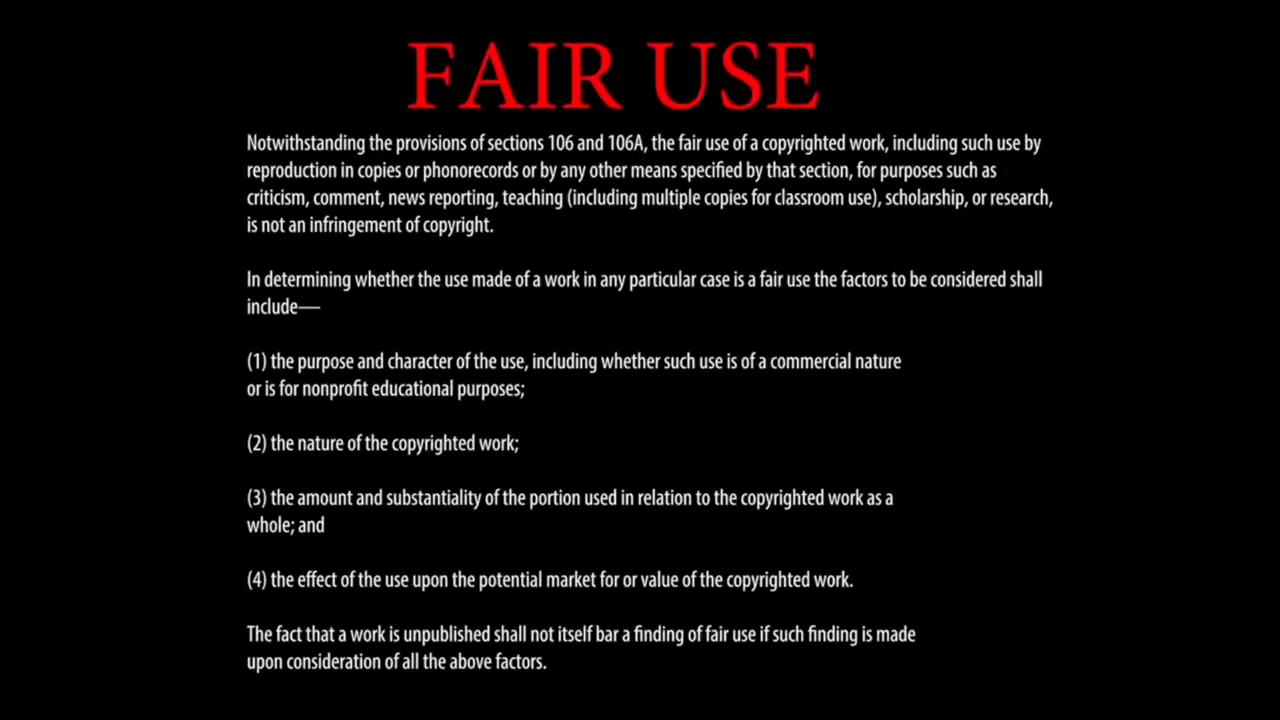 FAIR USE
Notwithstanding the provisions of sections 106 and 106A, the fair use of a copyrighted work, including such use by
reproduction in copies or phonorecords or by any other means specified by that section, for purposes such as
criticism, comment, news reporting, teaching (including multiple copies for classroom use), scholarship, or research,
is not an infringement of copyright.
In determining whether the use made of a work in any particular case is a fair use the factors to be considered shall
include—
(1) the purpose and character of the use, including whether such use is of a commercial nature
or is for nonprofit educational purposes;
(2) the nature of the copyrighted work;
(3) the amount and substantiality of the portion used in relation to the copyrighted work as a
whole; and
(4) the effect of the use upon the potential market for or value of the copyrighted work.
The fact that a work is unpublished shall not itself bar a finding of fair use if such finding is made
upon consideration of all the above factors.